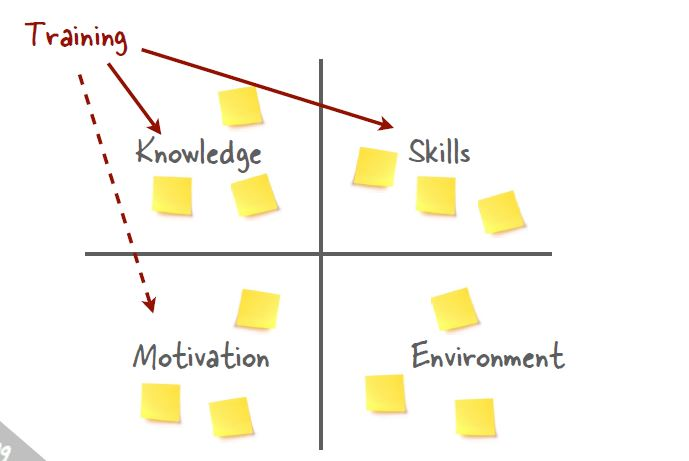 Training
Knowledge
Skills
Motivation
Environment